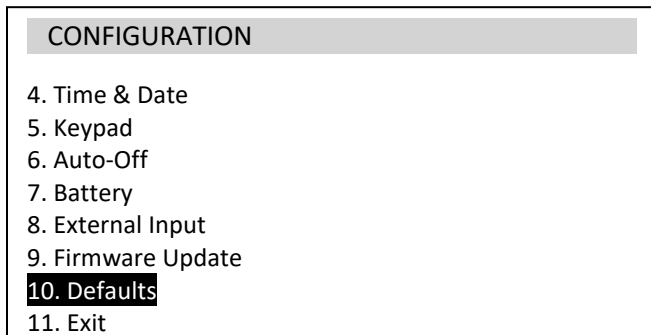 CONFIGURATION
4. Time & Date
5. Keypad
6. Auto-Off
7. Battery
8. External Input
9. Firmware Update
10. Defaults
11. Exit